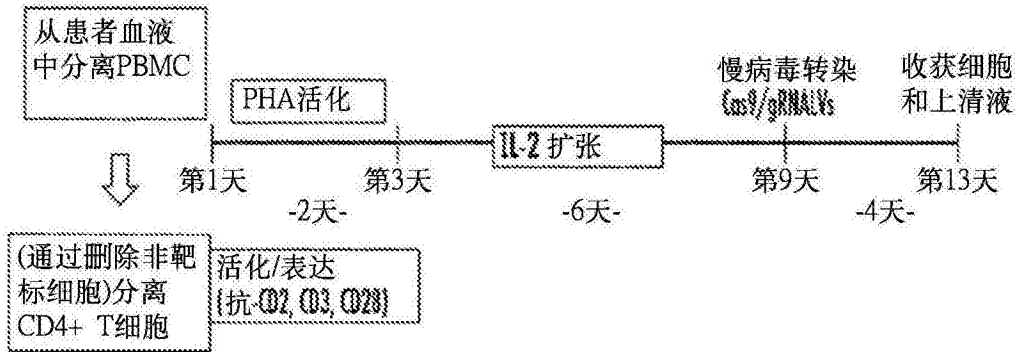 从患者血液
中分离PBMC
PHA活化
IL-2 扩张
慢病毒转染
Cas9/gRNALVs
收获细胞
和上清液
第1天
第3天
第9天
第13天
-2天-
-6天-
-4天-
(通过删除非靶
标细胞)分离
CD4+ T细胞
活化/表达
(抗-CD2, CD3, CD28)